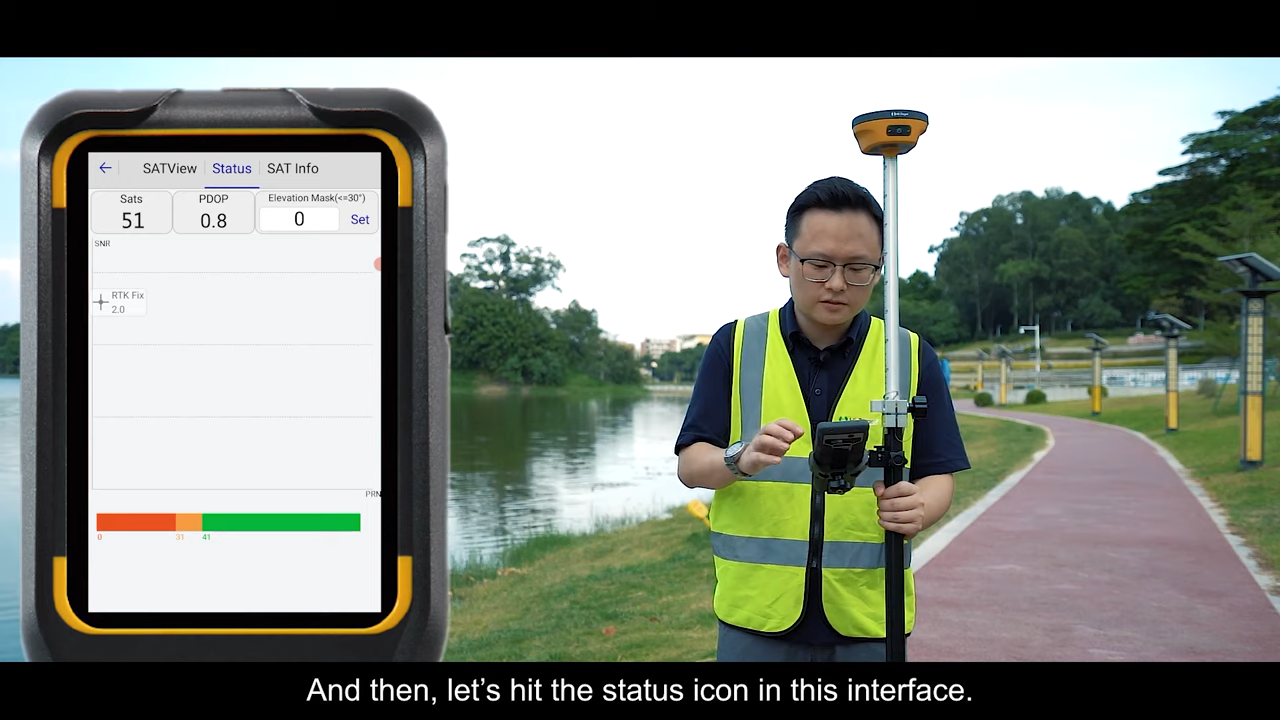 SATView Status SAT Info
Sats PDOP Elevation Mask(<=30°)
51 0.8 0 Set
SNR
RTK Fix
2.0
PRN
0 31 41
And then, let's hit the status icon in this interface.